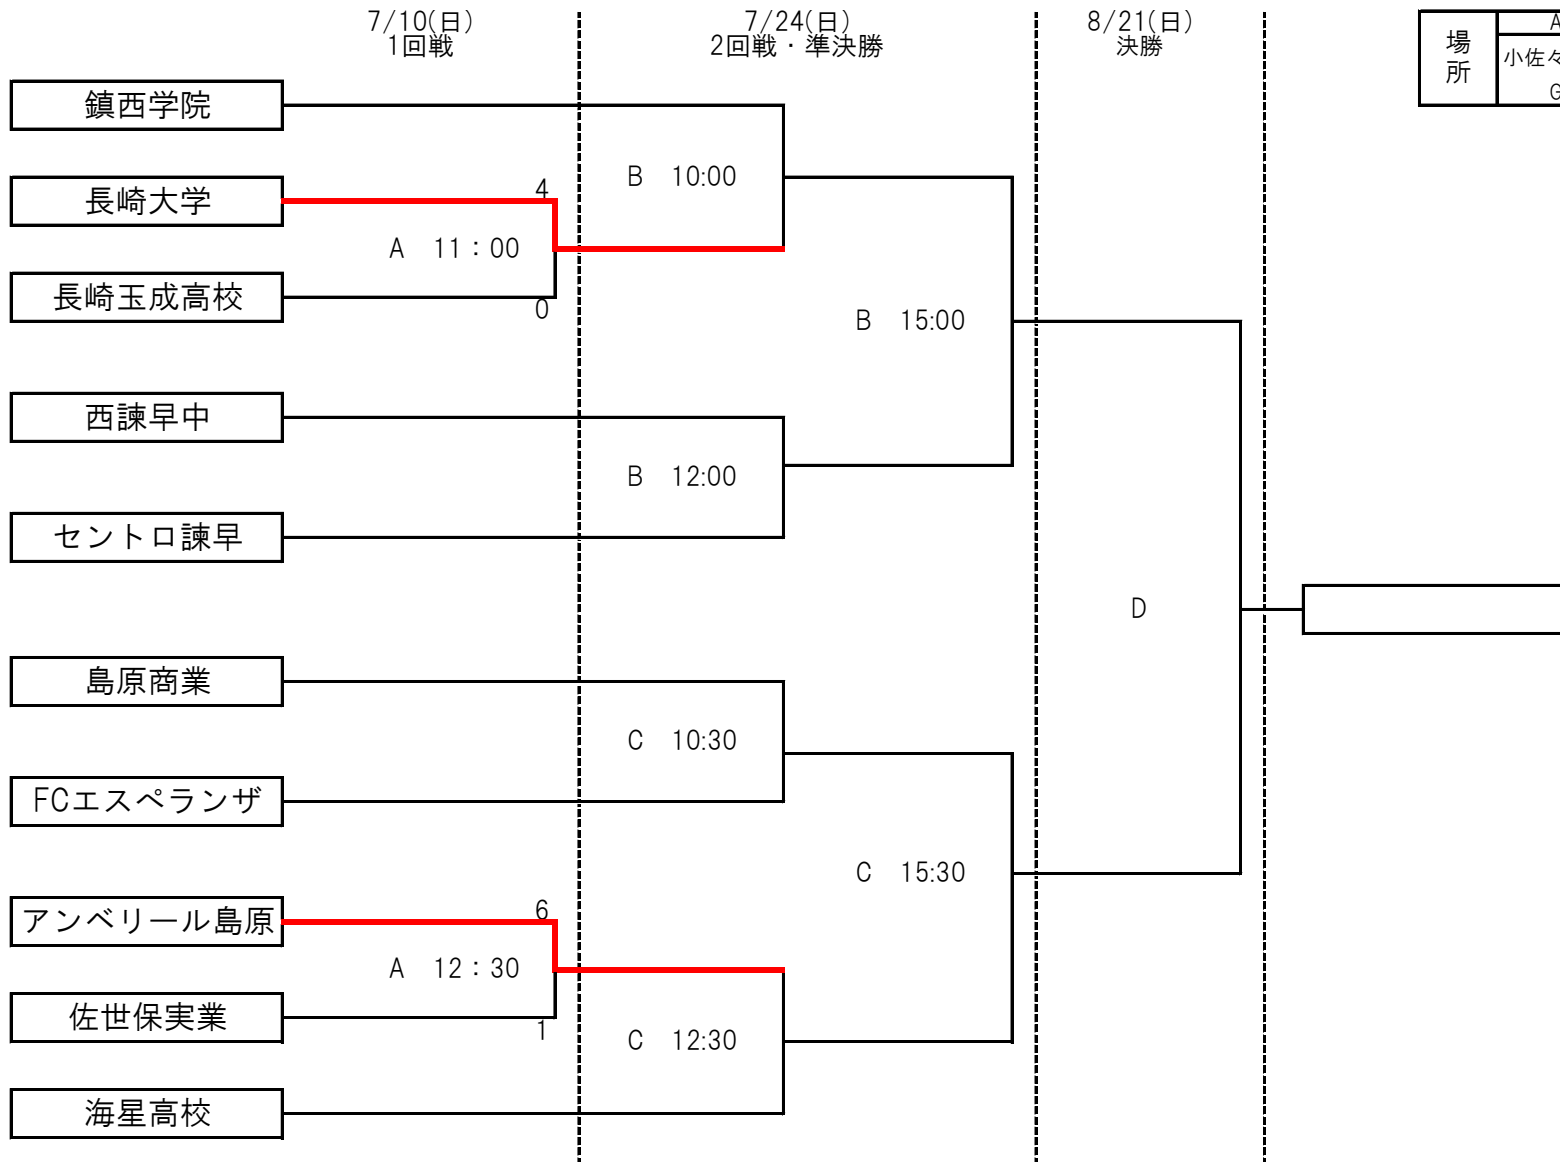 7/10(日)
1回戦
7/24(日)
2回戦・準決勝
8/21(日)
決勝
場所
A
小佐々
G
鎮西学院
B 10:00
長崎大学
4
A 11：00
長崎玉成高校
0
B 15:00
西諫早中
B 12:00
セントロ諫早
D
島原商業
C 10:30
FCエスペランザ
C 15:30
アンベリール島原
6
A 12：30
佐世保実業
1
C 12:30
海星高校